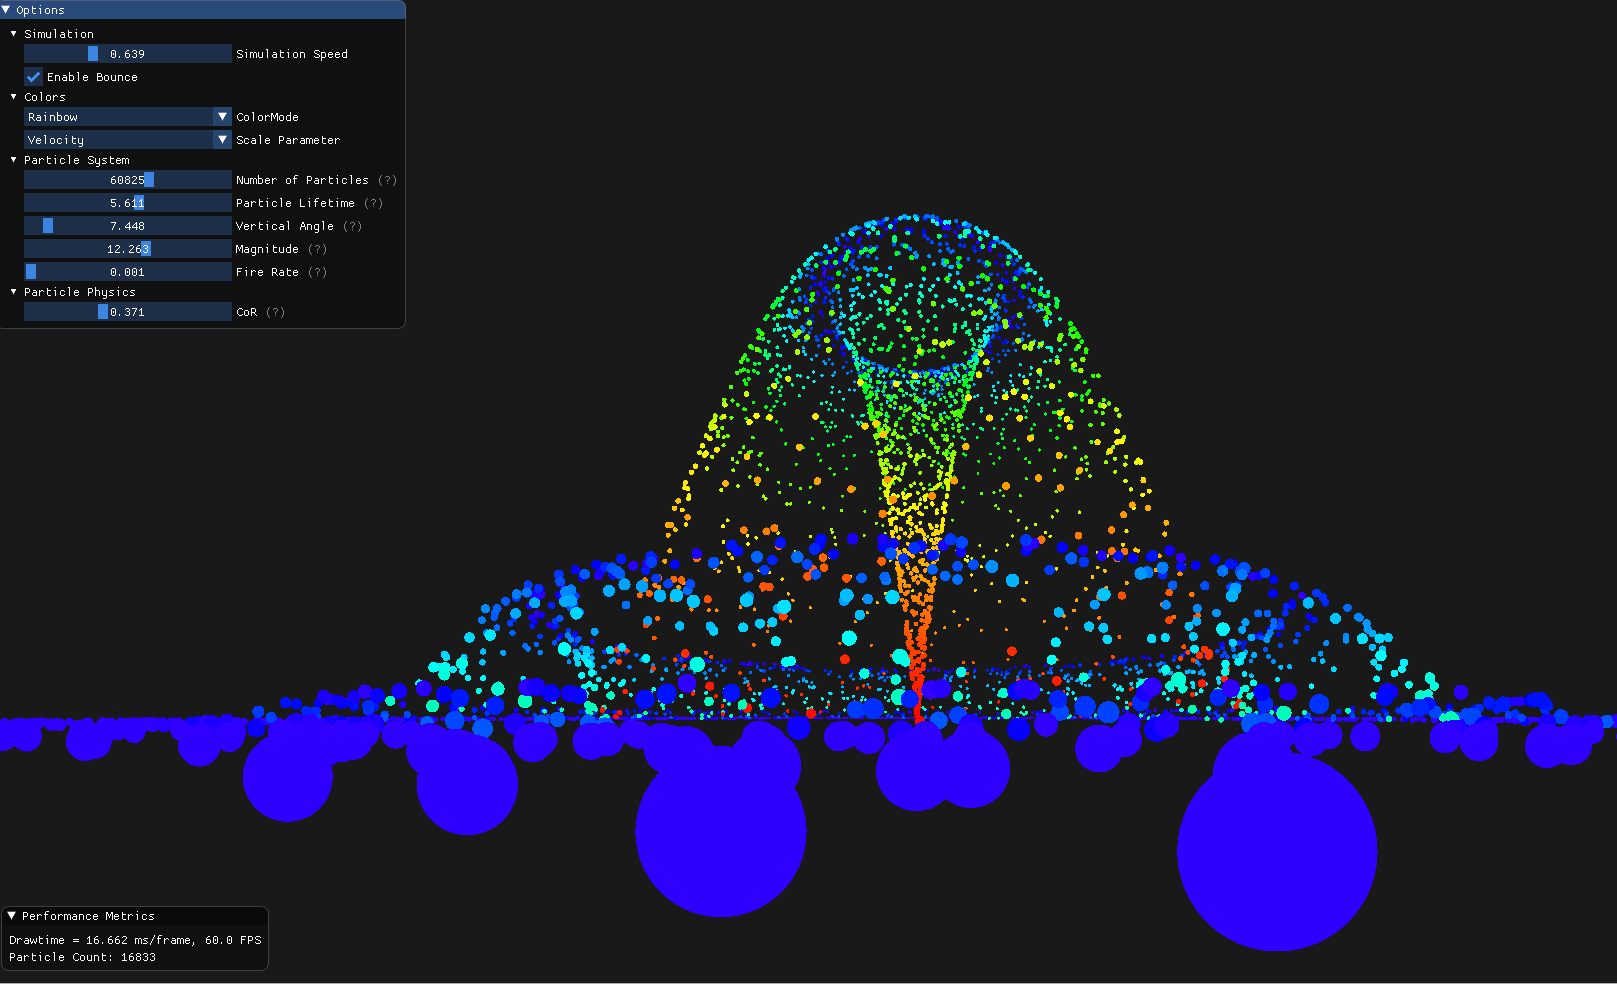 Options
Simulation
0.639 Simulation Speed
Enable Bounce
Colors
Rainbow ColorMode
Velocity Scale Parameter
Particle System
60825 Number of Particles (?)
5.611 Particle Lifetime (?)
7.448 Vertical Angle (?)
12.263 Magnitude (?)
0.001 Fire Rate (?)
Particle Physics
0.371 CoR (?)
Performance Metrics
Drawtime = 16.662 ms/frame, 60.0 FPS
Particle Count: 16833